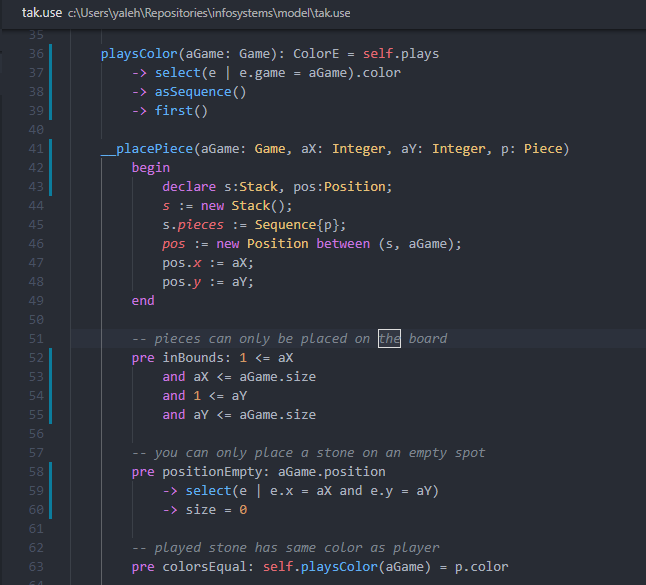 tak.use c:\Users\yaleh\Repositories\infosystems\model\tak.use
35
36 playsColor(aGame: Game): ColorE = self.plays
37 -> select(e | e.game = aGame).color
38 -> asSequence()
39 -> first()
40
41 __placePiece(aGame: Game, aX: Integer, aY: Integer, p: Piece)
42 begin
43 declare s:Stack, pos:Position;
44 s := new Stack();
45 s.pieces := Sequence{p};
46 pos := new Position between (s, aGame);
47 pos.x := aX;
48 pos.y := aY;
49 end
50
51 -- pieces can only be placed on the board
52 pre inBounds: 1 <= aX
53 and aX <= aGame.size
54 and 1 <= aY
55 and aY <= aGame.size
56
57 -- you can only place a stone on an empty spot
58 pre positionEmpty: aGame.position
59 -> select(e | e.x = aX and e.y = aY)
60 -> size = 0
61
62 -- played stone has same color as player
63 pre colorsEqual: self.playsColor(aGame) = p.color